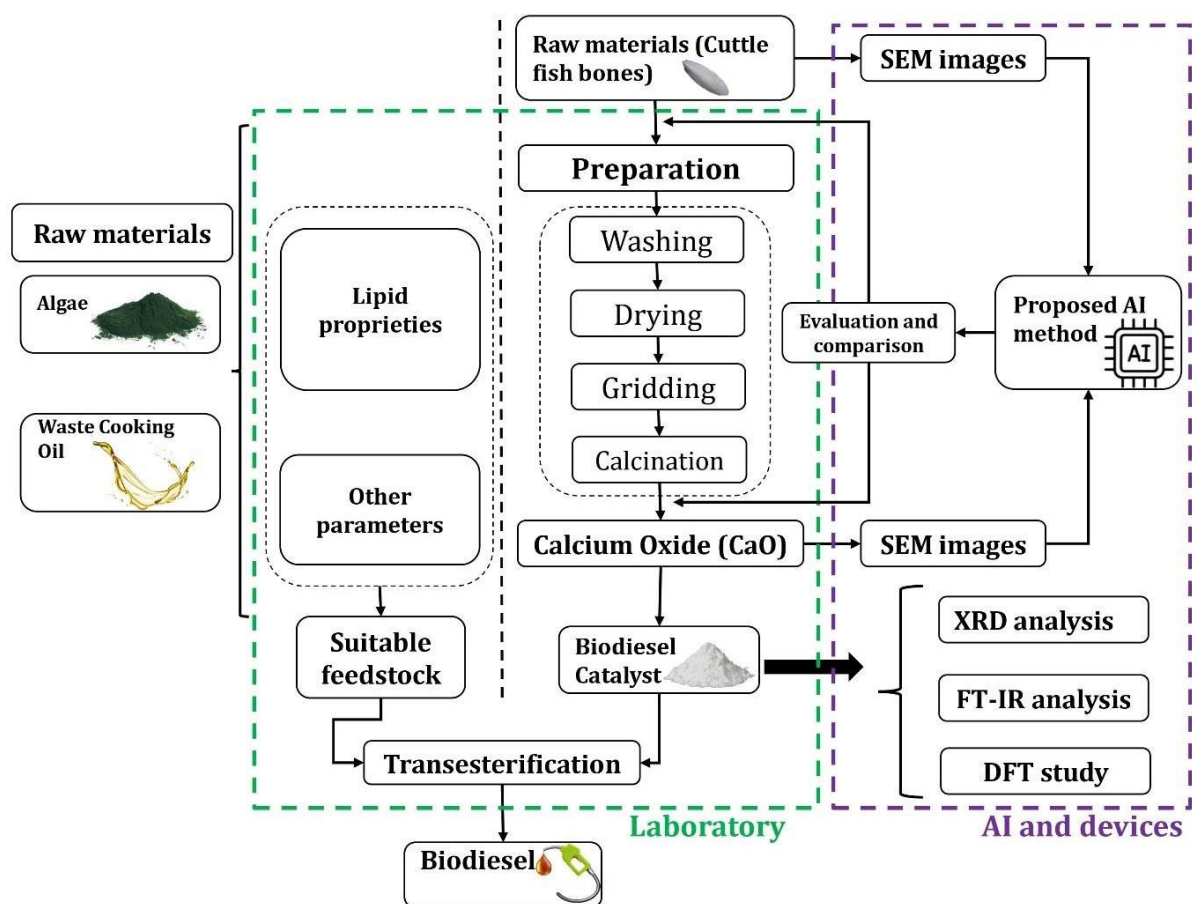 Raw materials (Cuttle
fish bones)
SEM images
Preparation
Washing
Drying
Gridding
Calcination
Raw materials
Algae
Waste Cooking
Oil
Lipid
proprieties
Other
parameters
Evaluation and
comparison
Proposed AI
method
AI
Calcium Oxide (CaO)
SEM images
Suitable
feedstock
Biodiesel
Catalyst
XRD analysis
FT-IR analysis
DFT study
Transesterification
Laboratory
AI and devices
Biodiesel